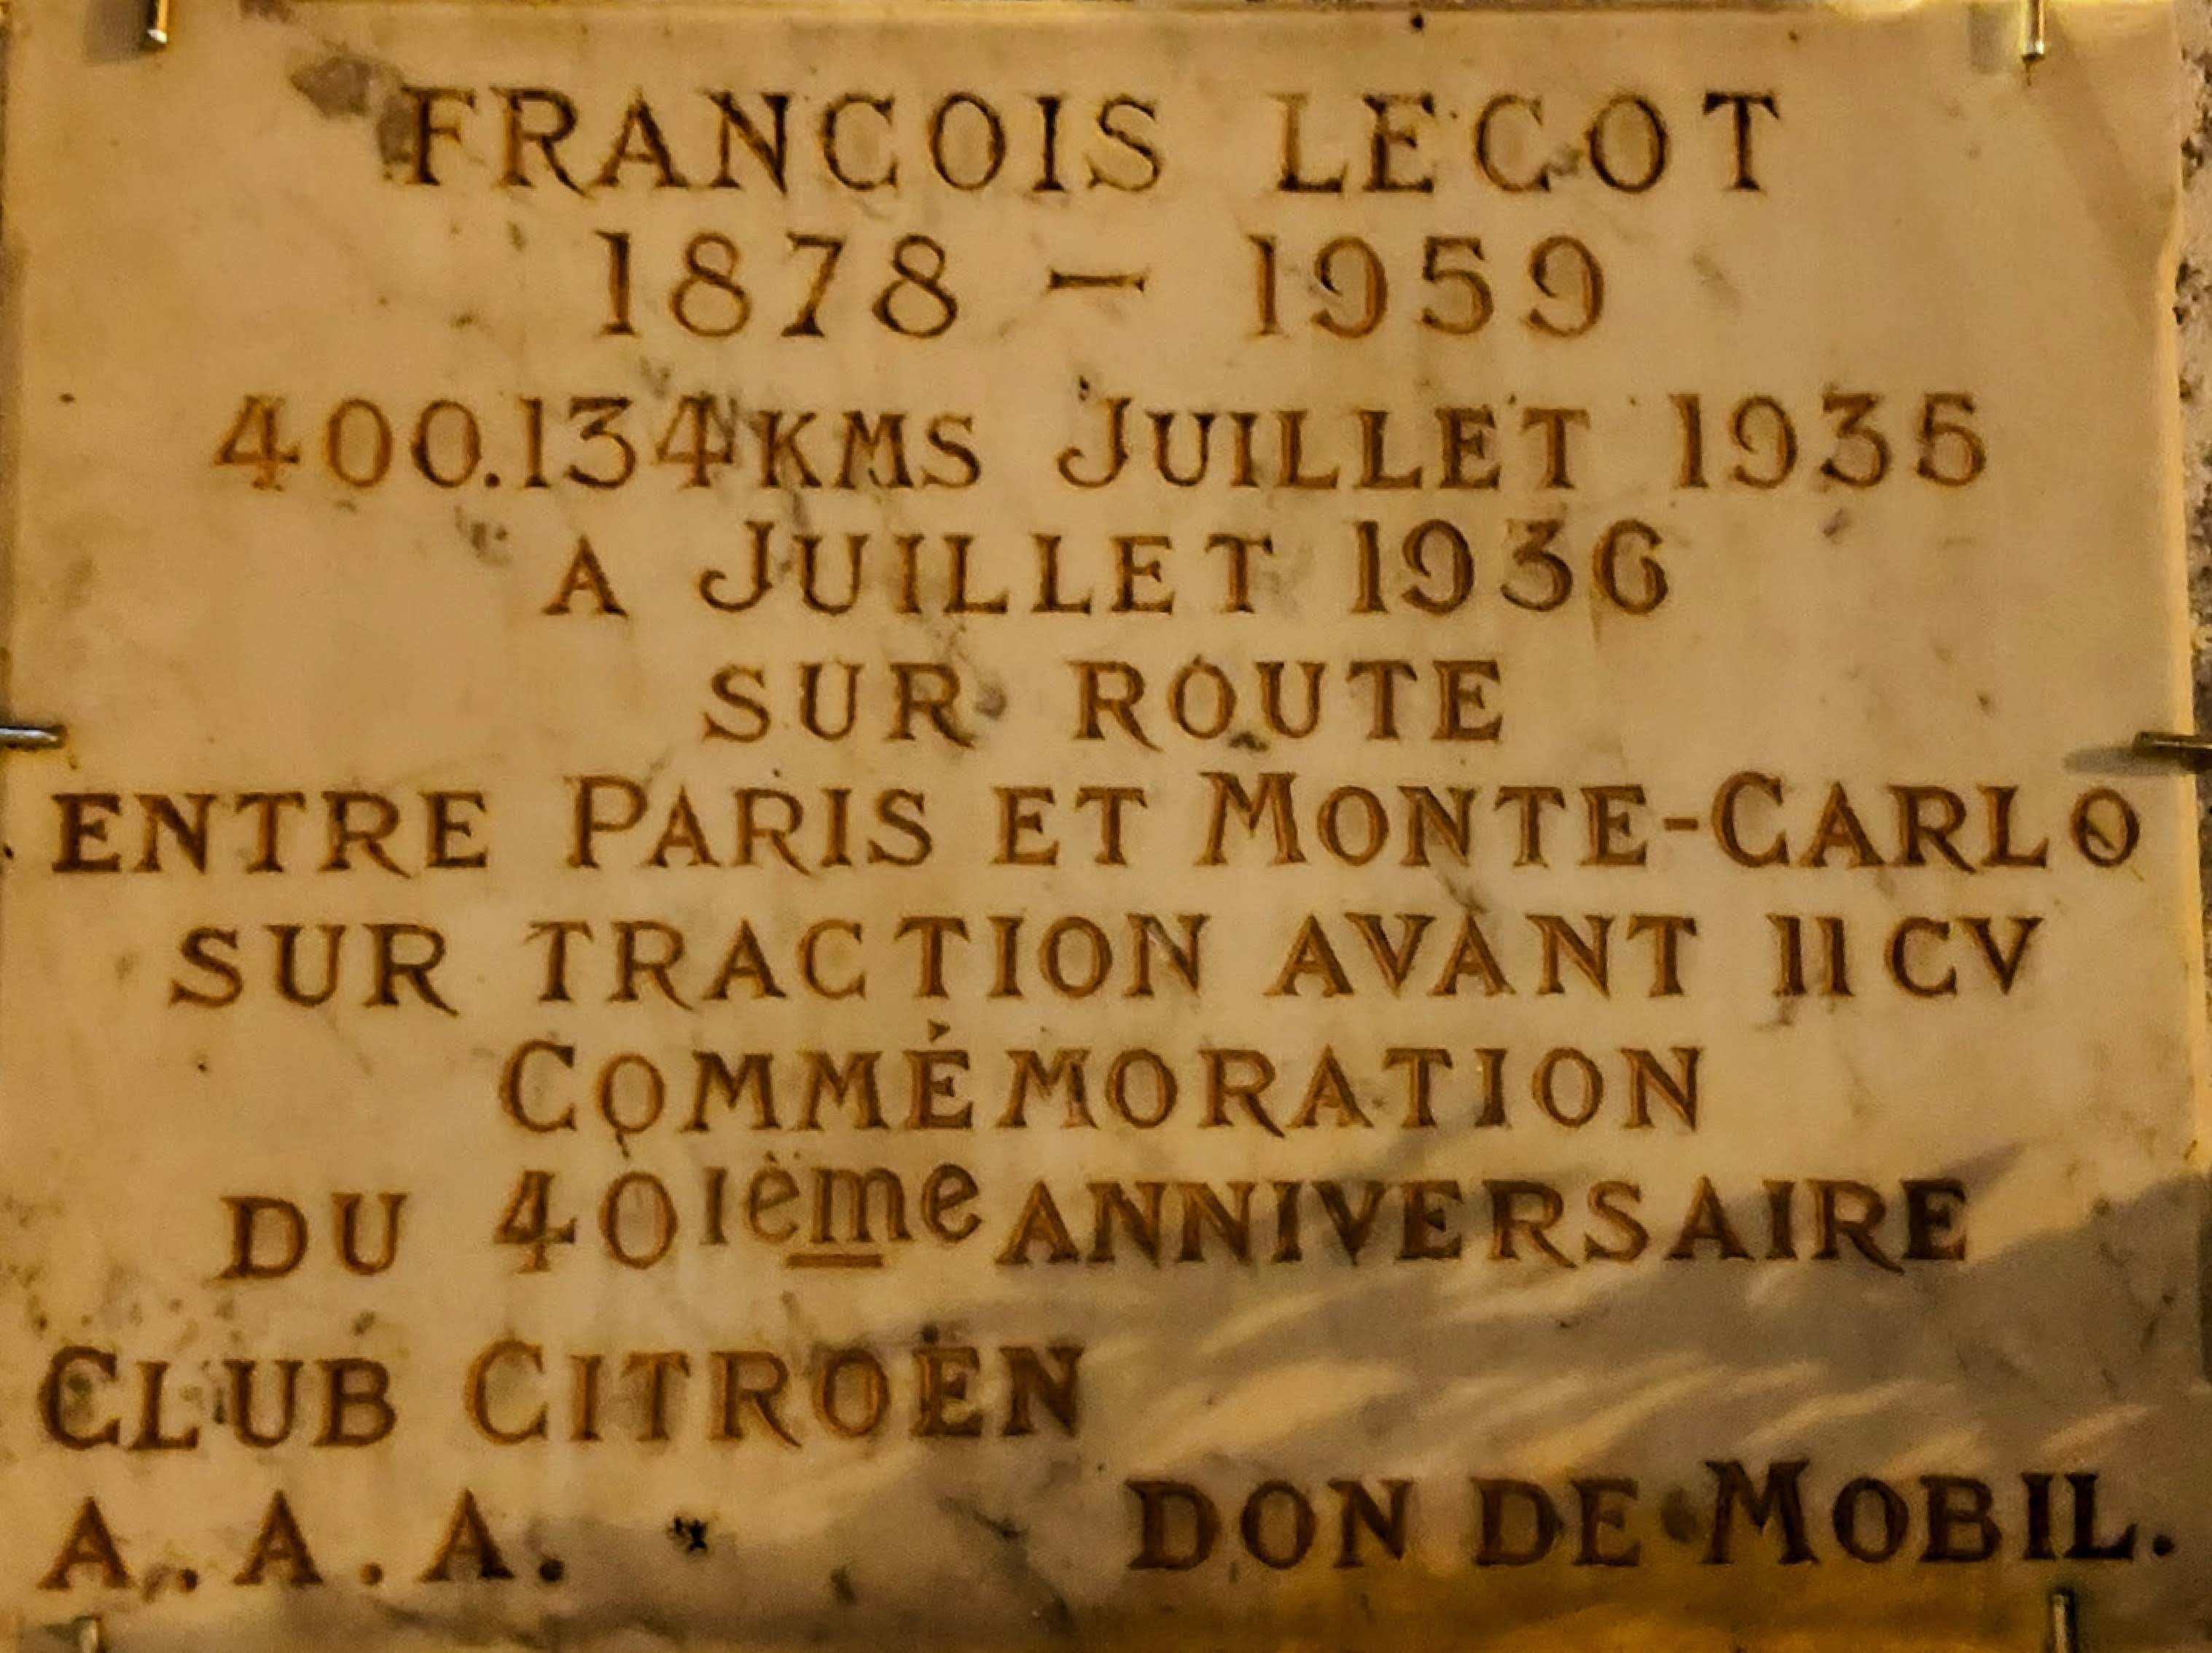 FRANCOIS LECOT
1878 – 1959
400.134 KMS JUILLET 1935
A JUILLET 1936
SUR ROUTE
ENTRE PARIS ET MONTE-CARLO
SUR TRACTION AVANT 11 CV
COMMÉMORATION
DU 40ième ANNIVERSAIRE
CLUB CITROËN
A.A.A. DON DE MOBIL.